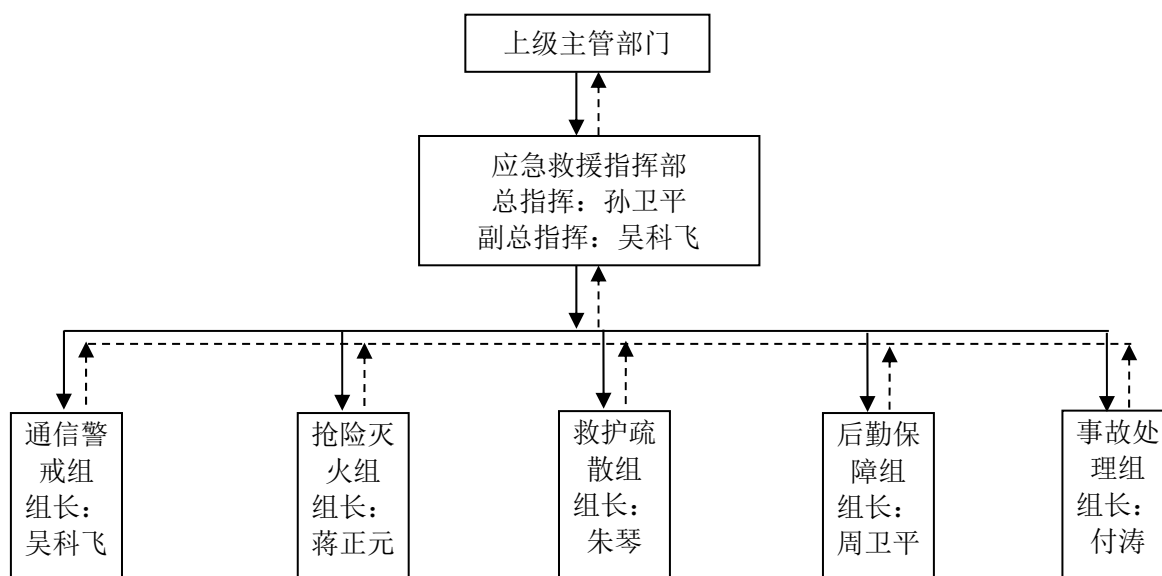 上级主管部门
应急救援指挥部
总指挥：孙卫平
副总指挥：吴科飞
通信警
戒组
组长：
吴科飞
抢险灭
火组
组长：
蒋正元
救护疏
散组
组长：
朱琴
后勤保
障组
组长：
周卫平
事故处
理组
组长：
付涛